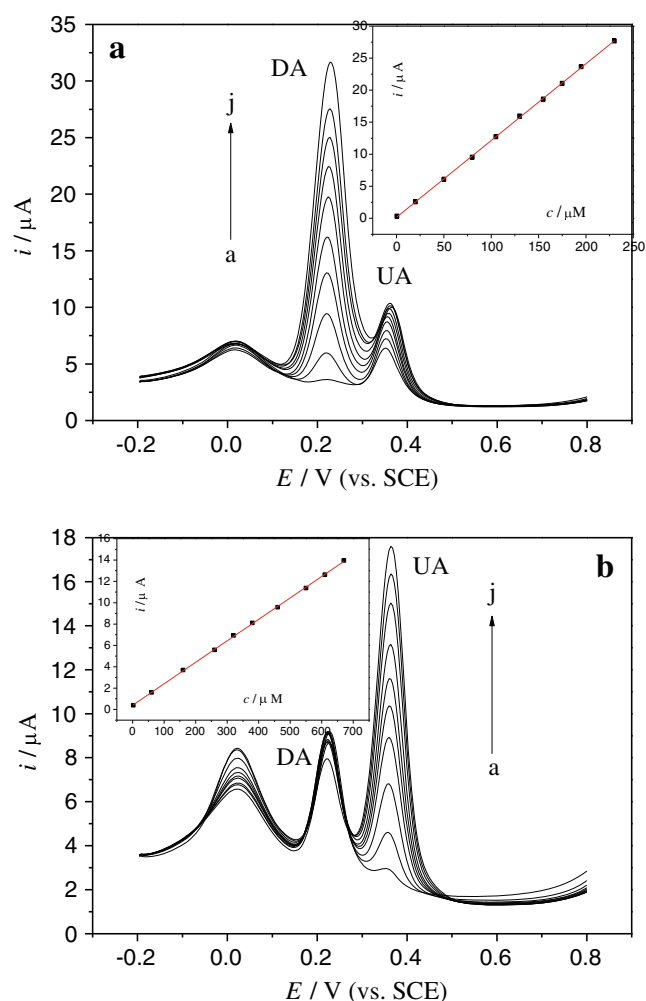 a
DA
j
a
UA
i / μA
35
30
25
20
15
10
5
0
-0.2 0.0 0.2 0.4 0.6 0.8
E / V (vs. SCE)
i / μA
30
25
20
15
10
5
0
0 50 100 150 200 250
c / μM
b
UA
j
a
DA
i / μA
18
16
14
12
10
8
6
4
2
0
-0.2 0.0 0.2 0.4 0.6 0.8
E / V (vs. SCE)
i / μ A
16
14
12
10
8
6
4
2
0
0 100 200 300 400 500 600 700
c / μ M